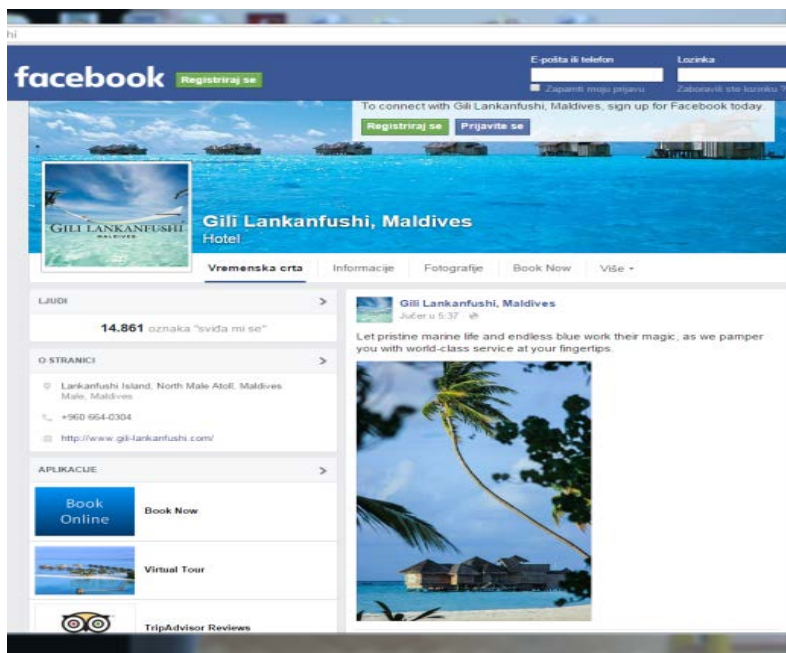 hi
facebook
Registriraj se
E-pošta ili telefon
Lozinka
Zapamti moju prijavu
Zaboravili ste lozinku ?
To connect with Gili Lankanfushi, Maldives, sign up for Facebook today.
Registriraj se
Prijavite se
GILI LANKANFUSHI
MALDIVES
Gili Lankanfushi, Maldives
Hotel
Vremenska crta
Informacije
Fotografije
Book Now
Više
LJUDI
14.861 oznaka "sviđa mi se"
O STRANICI
Lankanfushi Island, North Male Atoll, Maldives
Male, Maldives
+960 664-0304
http://www.gili-lankanfushi.com/
APLIKACIJE
Book
Online
Book Now
Virtual Tour
TripAdvisor Reviews
Gili Lankanfushi, Maldives
Jučer u 5:37
Let pristine marine life and endless blue work their magic, as we pamper
you with world-class service at your fingertips.